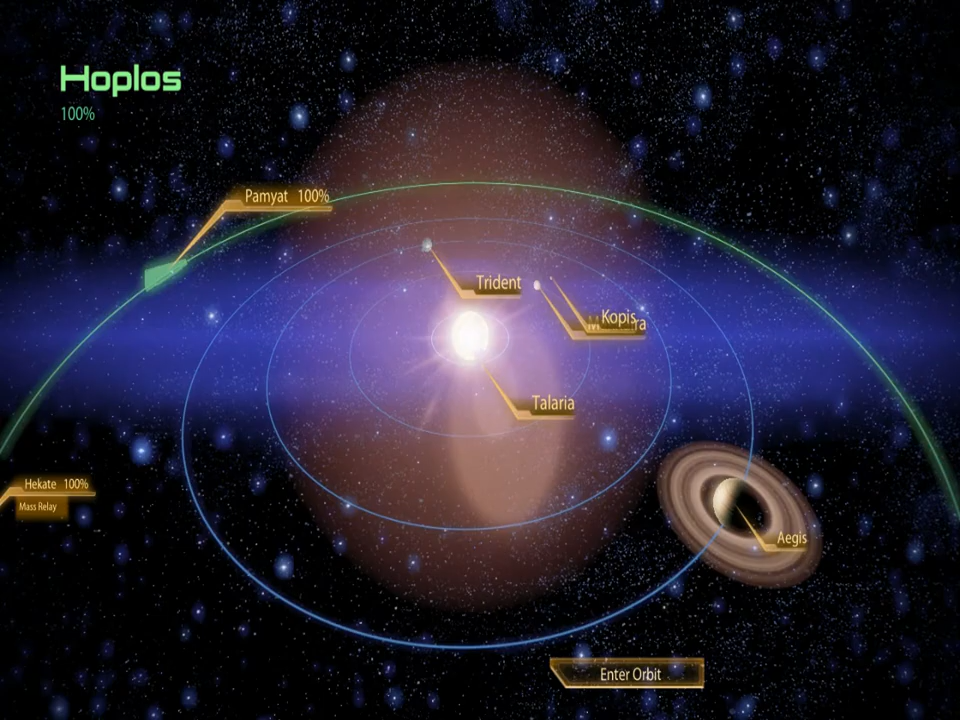 Hoplos
100%
Pamyat 100%
Trident
Kopis
Talaria
Hekate 100%
Mass Relay
Aegis
Enter Orbit